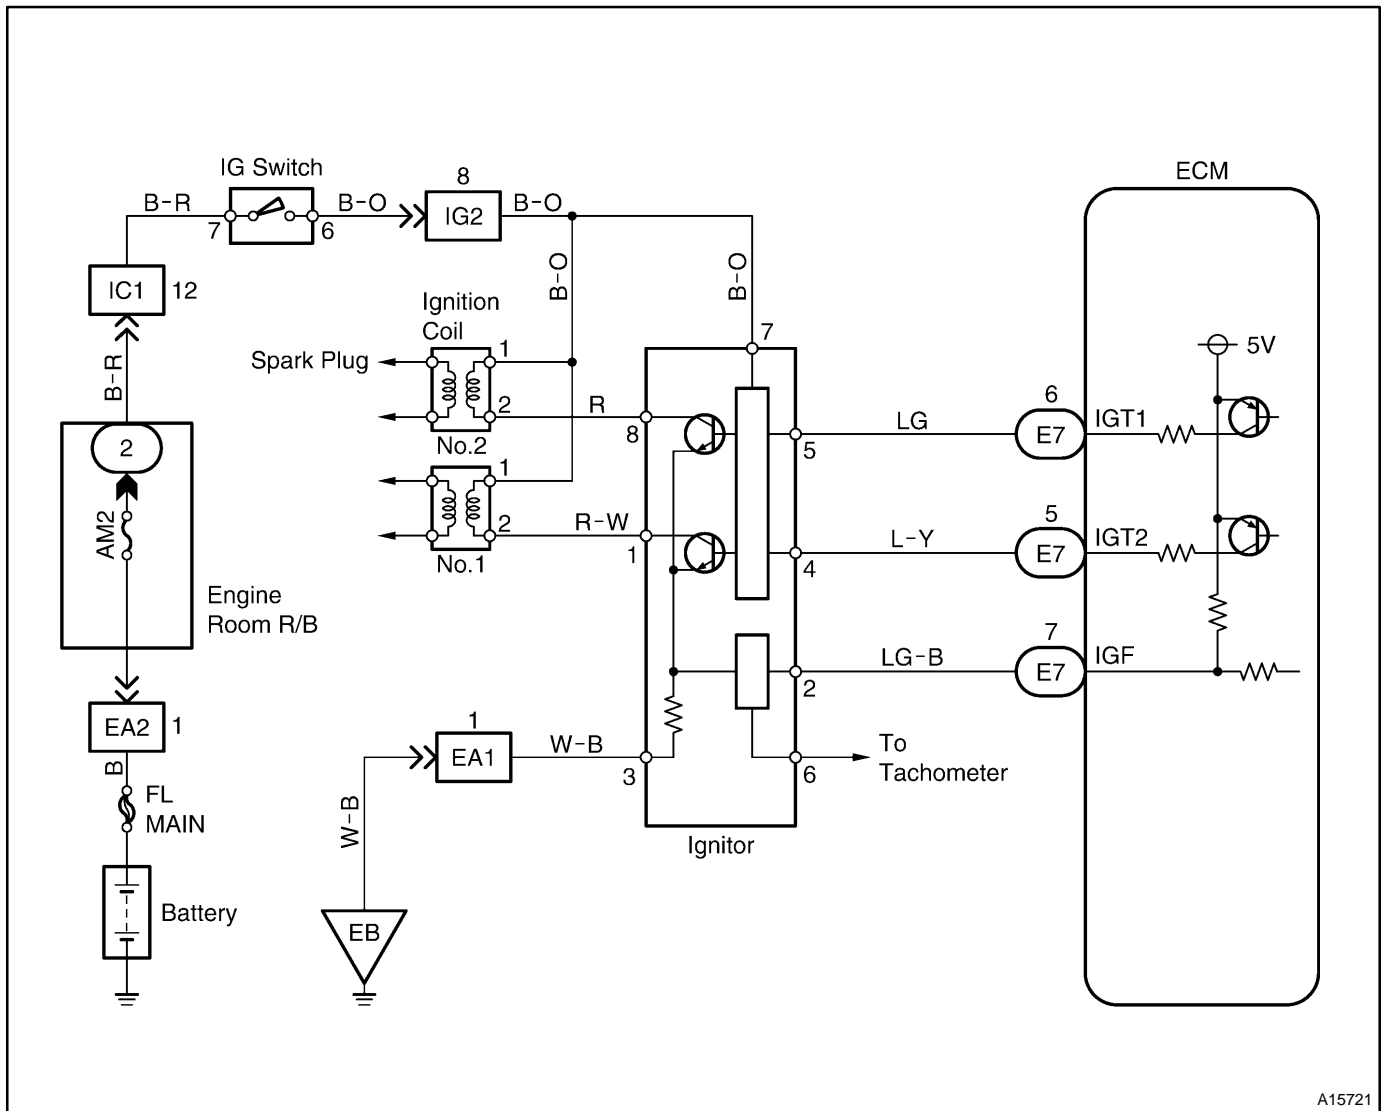 IG Switch
8
ECM
B-R
B-O
IG2
B-O
7
6
IC1
12
B-O
B-O
Ignition
Coil
7
5V
Spark Plug
1
B-R
2
R
8
6
LG
E7
IGT1
5
2
No.2
1
AM2
2
R-W
1
5
L-Y
E7
IGT2
4
No.1
Engine
Room R/B
7
LG-B
E7
IGF
2
EA2
1
1
EA1
W-B
3
6
To
Tachometer
B
FL
MAIN
W-B
Ignitor
Battery
EB
A15721